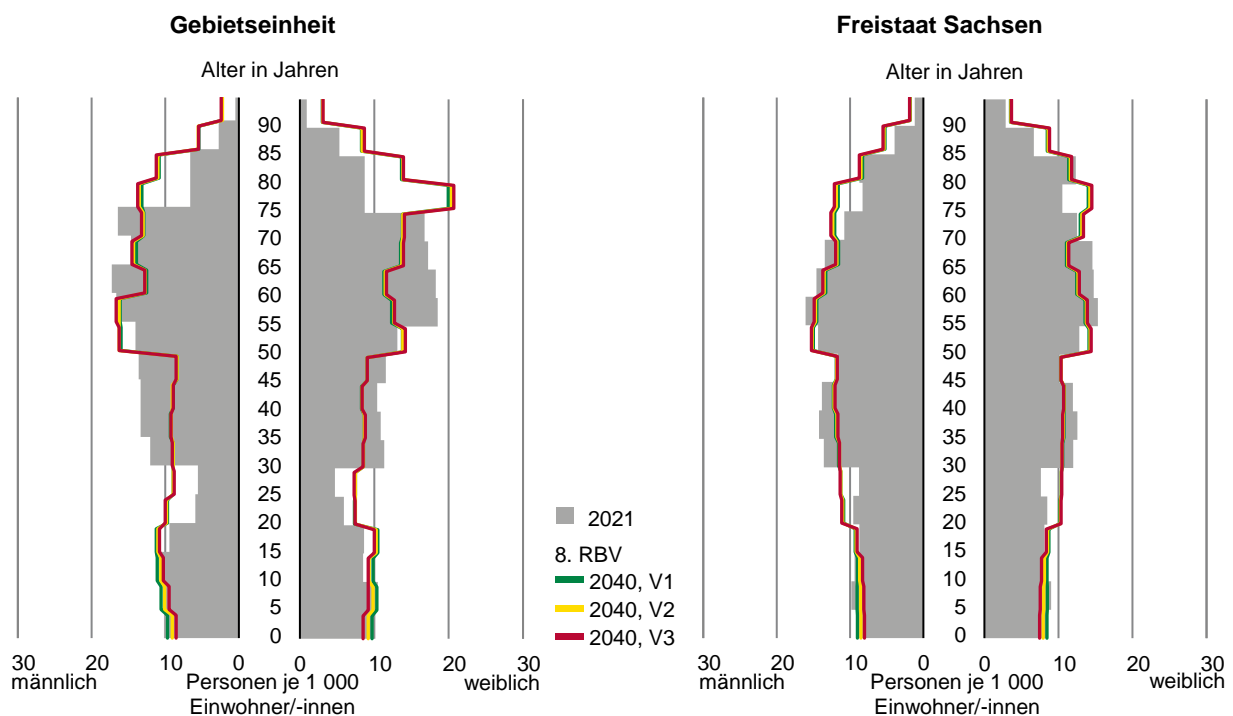 Gebietseinheit
Alter in Jahren
90
85
80
75
70
65
60
55
50
45
40
35
30
25
20
15
10
5
0
30 20 10 0 0 10 20 30
männlich Personen je 1 000 weiblich
Einwohner/-innen
2021
8. RBV
2040, V1
2040, V2
2040, V3
Freistaat Sachsen
Alter in Jahren
90
85
80
75
70
65
60
55
50
45
40
35
30
25
20
15
10
5
0
30 20 10 0 0 10 20 30
männlich Personen je 1 000 weiblich
Einwohner/-innen